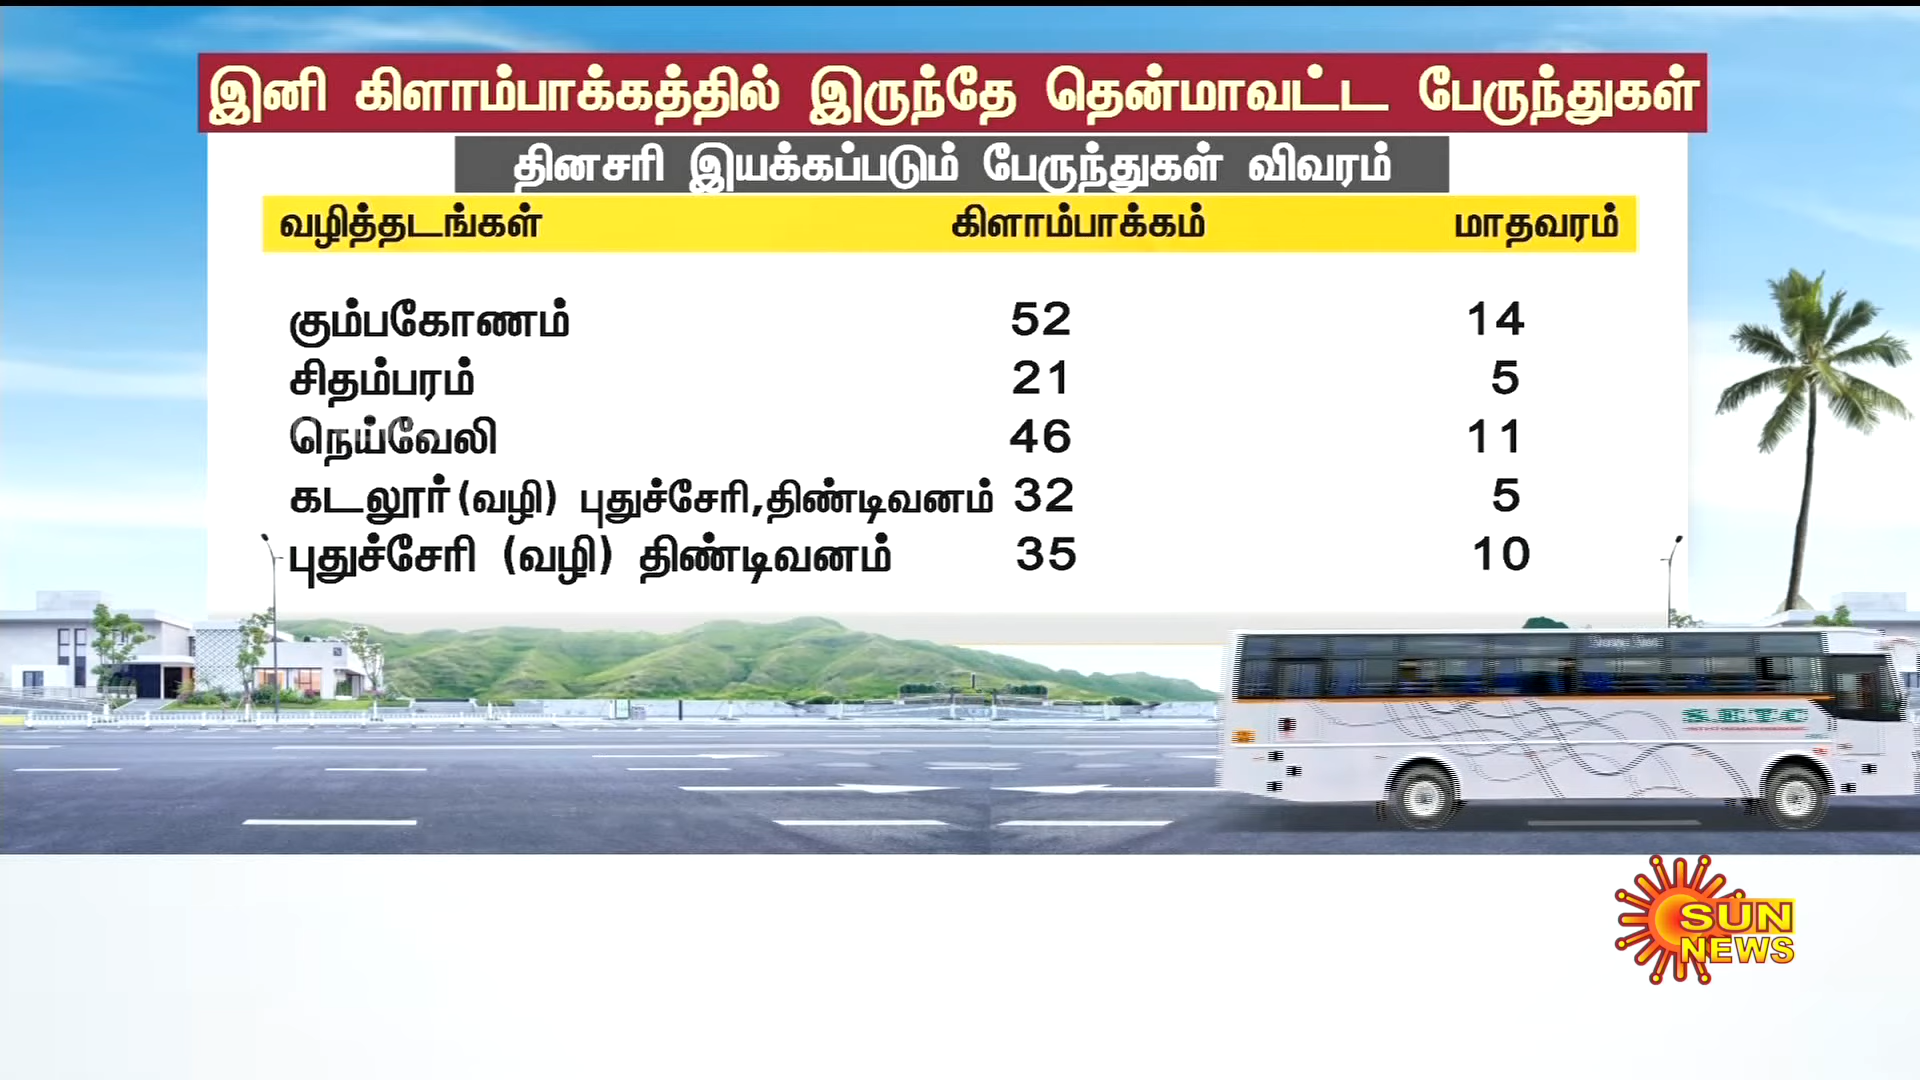 இனி கிளாம்பாக்கத்தில் இருந்தே தென்மாவட்ட பேருந்துகள்
தினசரி இயக்கப்படும் பேருந்துகள் விவரம்
வழித்தடங்கள் கிளாம்பாக்கம் மாதவரம்
கும்பகோணம் 52 14
சிதம்பரம் 21 5
நெய்வேலி 46 11
கடலூர் (வழி) புதுச்சேரி,திண்டிவனம் 32 5
புதுச்சேரி (வழி) திண்டிவனம் 35 10
S.E.T.C
SUN
NEWS